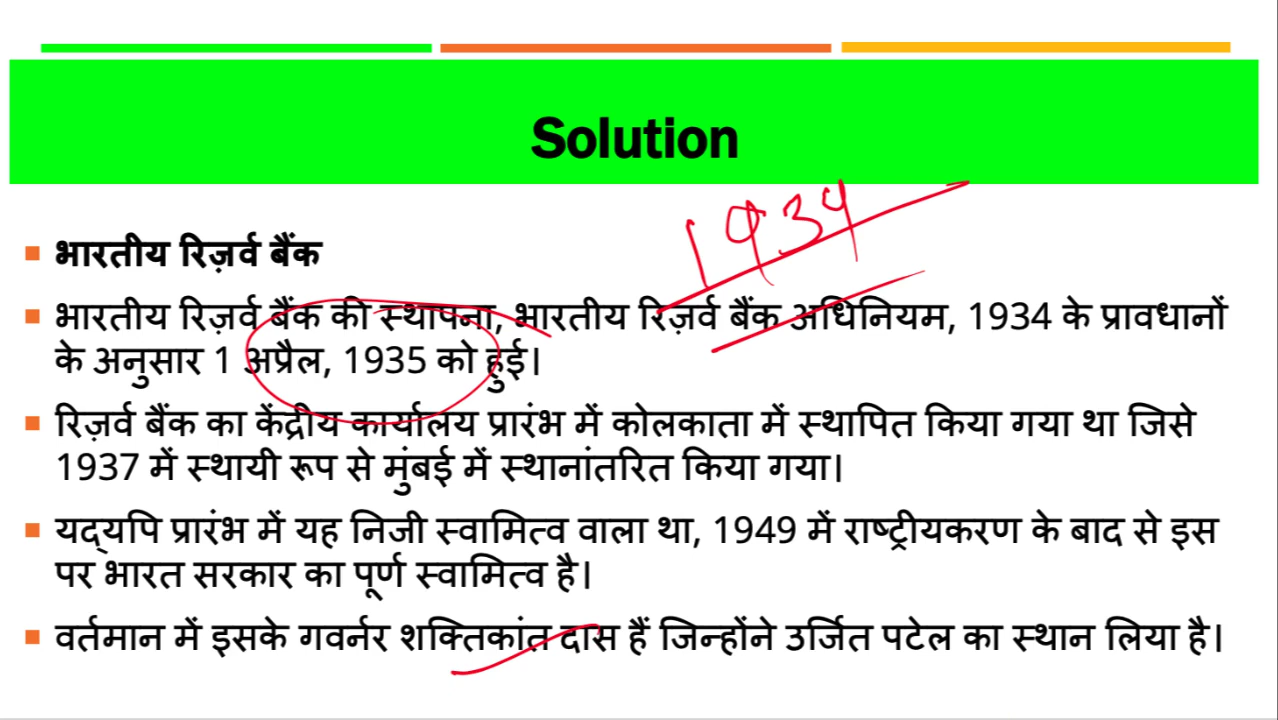 Solution
1934
भारतीय रिज़र्व बैंक
भारतीय रिज़र्व बैंक की स्थापना, भारतीय रिज़र्व बैंक अधिनियम, 1934 के प्रावधानों
के अनुसार 1 अप्रैल, 1935 को हुई।
रिज़र्व बैंक का केंद्रीय कार्यालय प्रारंभ में कोलकाता में स्थापित किया गया था जिसे
1937 में स्थायी रूप से मुंबई में स्थानांतरित किया गया।
यद्यपि प्रारंभ में यह निजी स्वामित्व वाला था, 1949 में राष्ट्रीयकरण के बाद से इस
पर भारत सरकार का पूर्ण स्वामित्व है।
वर्तमान में इसके गवर्नर शक्तिकांत दास हैं जिन्होंने उर्जित पटेल का स्थान लिया है।